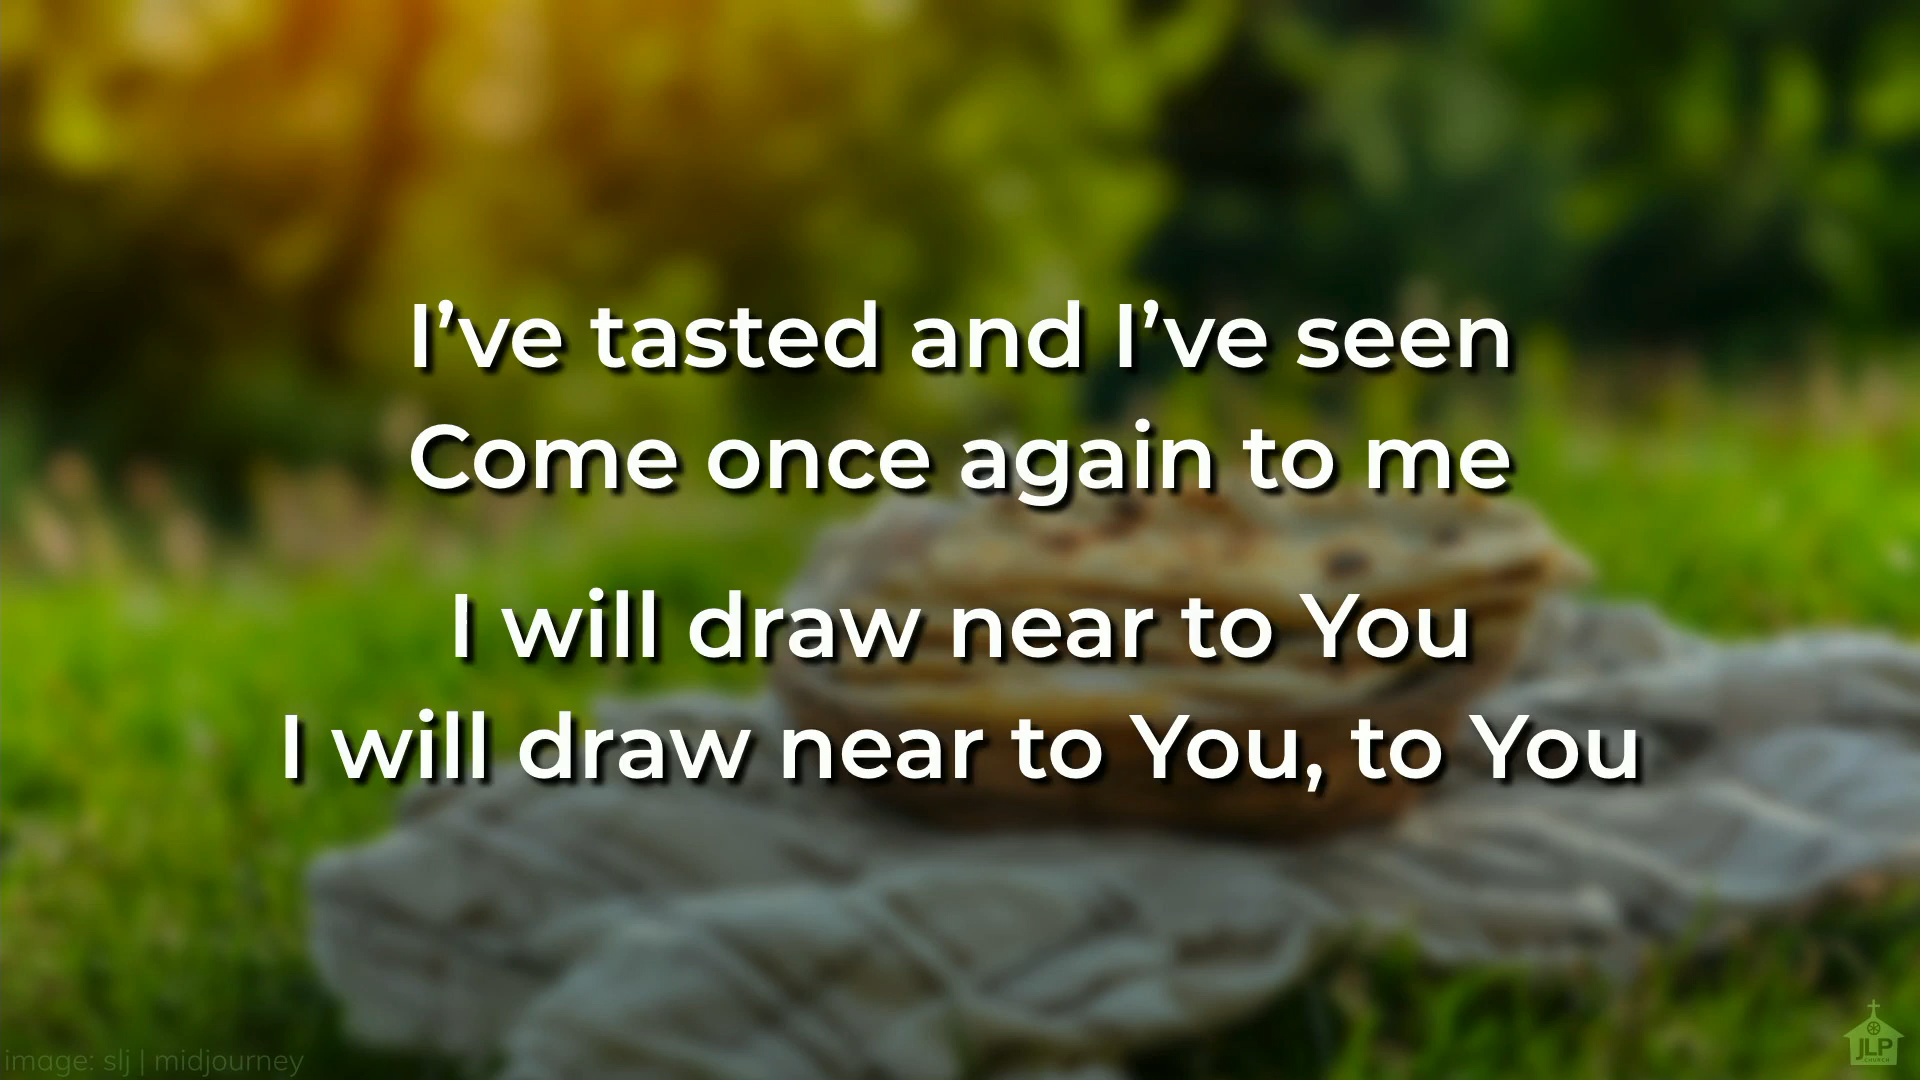 I’ve tasted and I’ve seen
Come once again to me
I will draw near to You
I will draw near to You, to You
image: slj | midjourney
JLP
CHURCH